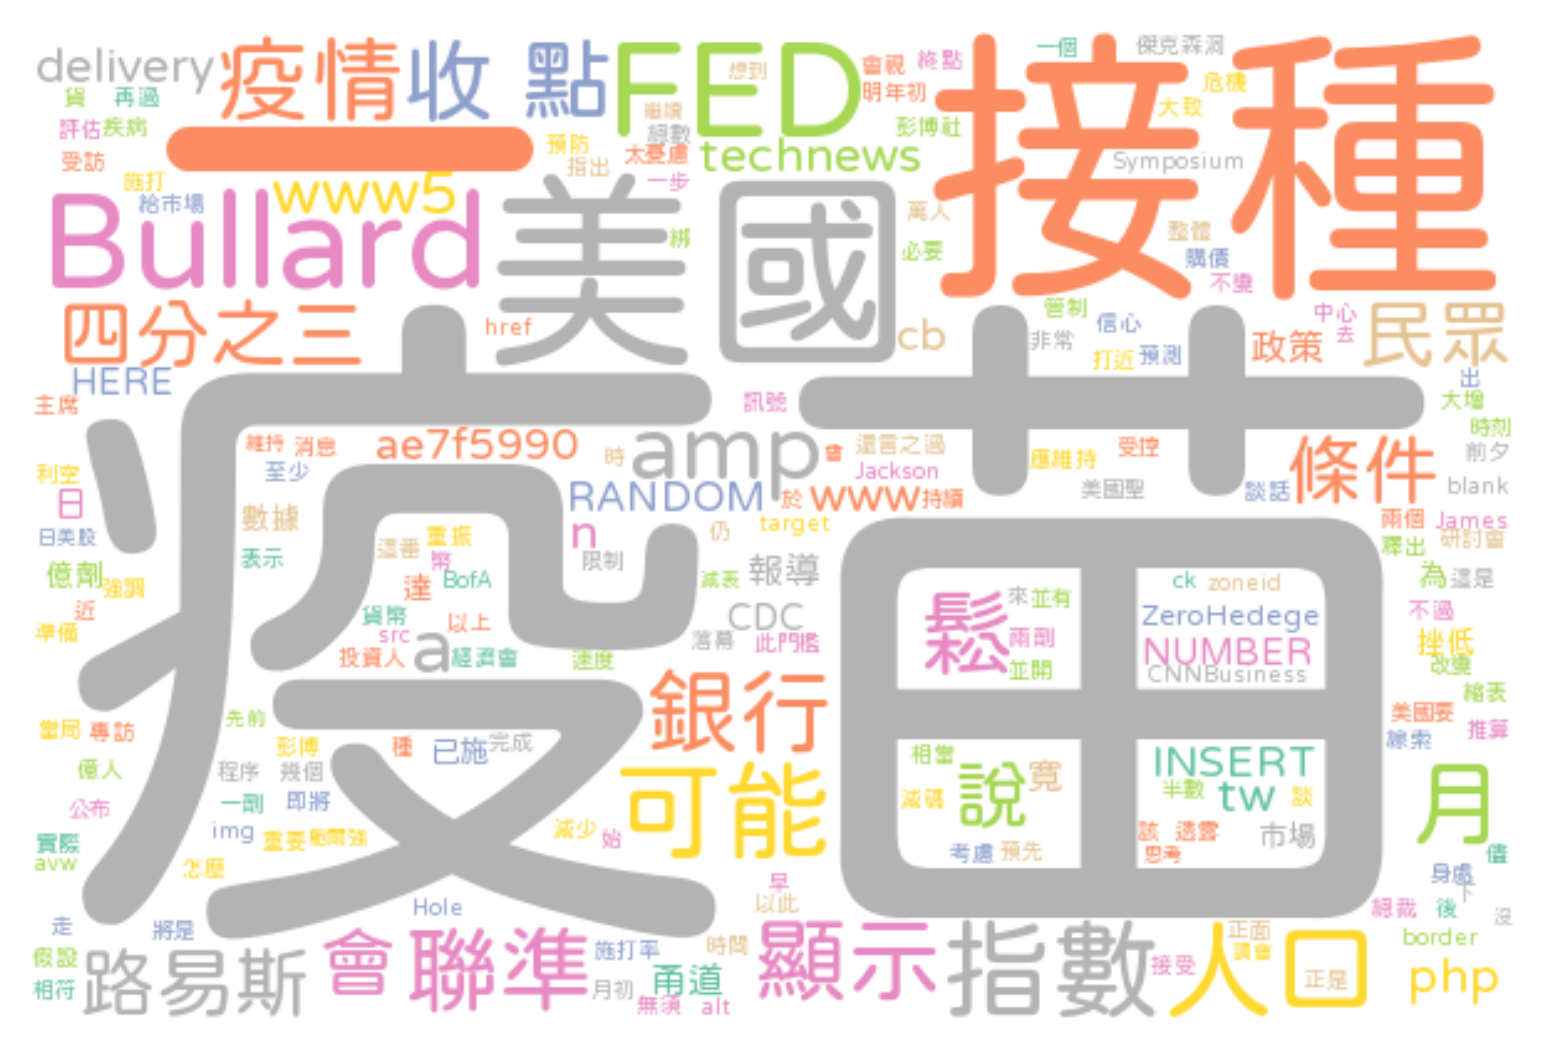 delivery
疫情
收
點
FED
想到
會視
終點
一個
傑克森洞
接種
貨
再過
明年初
危機
大致
評估
疾病
繼續
總數
彭博社
一
預防
受訪
指出
太憂慮
technews
Symposium
施打
www5
一步
給市場
萬人
Bullard
美國
綁
必要
整體
購債
不變
四分之三
href
cb
管制
信心
中心
去
民眾
非常
打近
預測
政策
HERE
出
主席
訊號
大增
疫苗
維持
消息
ae7f5990
時
amp
會
還言之過
時刻
前夕
利空
至少
Jackson
應維持
受控
條件
日
RANDOM
於
www
持續
美國聖
談話
blank
數據
n
仍
target
兩個
James
日美股
表示
這番
重振
幣
限制
釋出
研討會
億劑
強調
達
BofA
減表
報導
鬆
來
並有
ck
zoneid
為
這是
近
貨幣
CDC
ZeroHedege
不過
準備
src
以上
落幕
此門檻
兩劑
NUMBER
挫低
投資人
a
經濟會
速度
並開
CNNBusiness
改變
銀行
縮表
當局
專訪
先前
美國要
推算
彭博
種
已施
完成
相當
INSERT
線索
億人
程序
幾個
可能
說
寬
半數
tw
談
月
公布
一劑
即將
減碼
img
重要
減少
始
該
透露
市場
實際
avw
怎麼
考慮
預先
思考
身處
下
早
Hole
以此
總裁
後
沒
走
將是
路易斯
會
聯準
施打率
時間
顯示
指數
人口
正面
border
假設
甬道
接受
正是
php
相符
月初
無須
alt